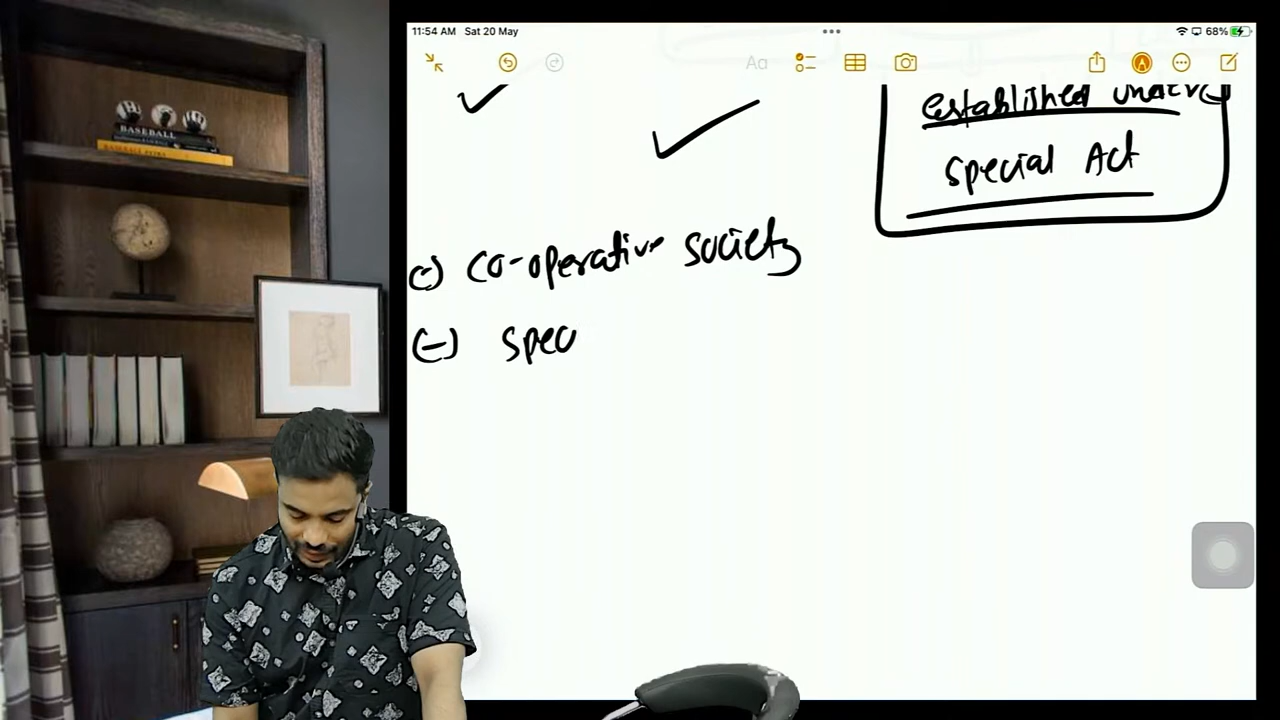 11:54 AM Sat 20 May
68%
Aa
established under
special Act
(-) co-operative society
(-) spec
BASEBALL